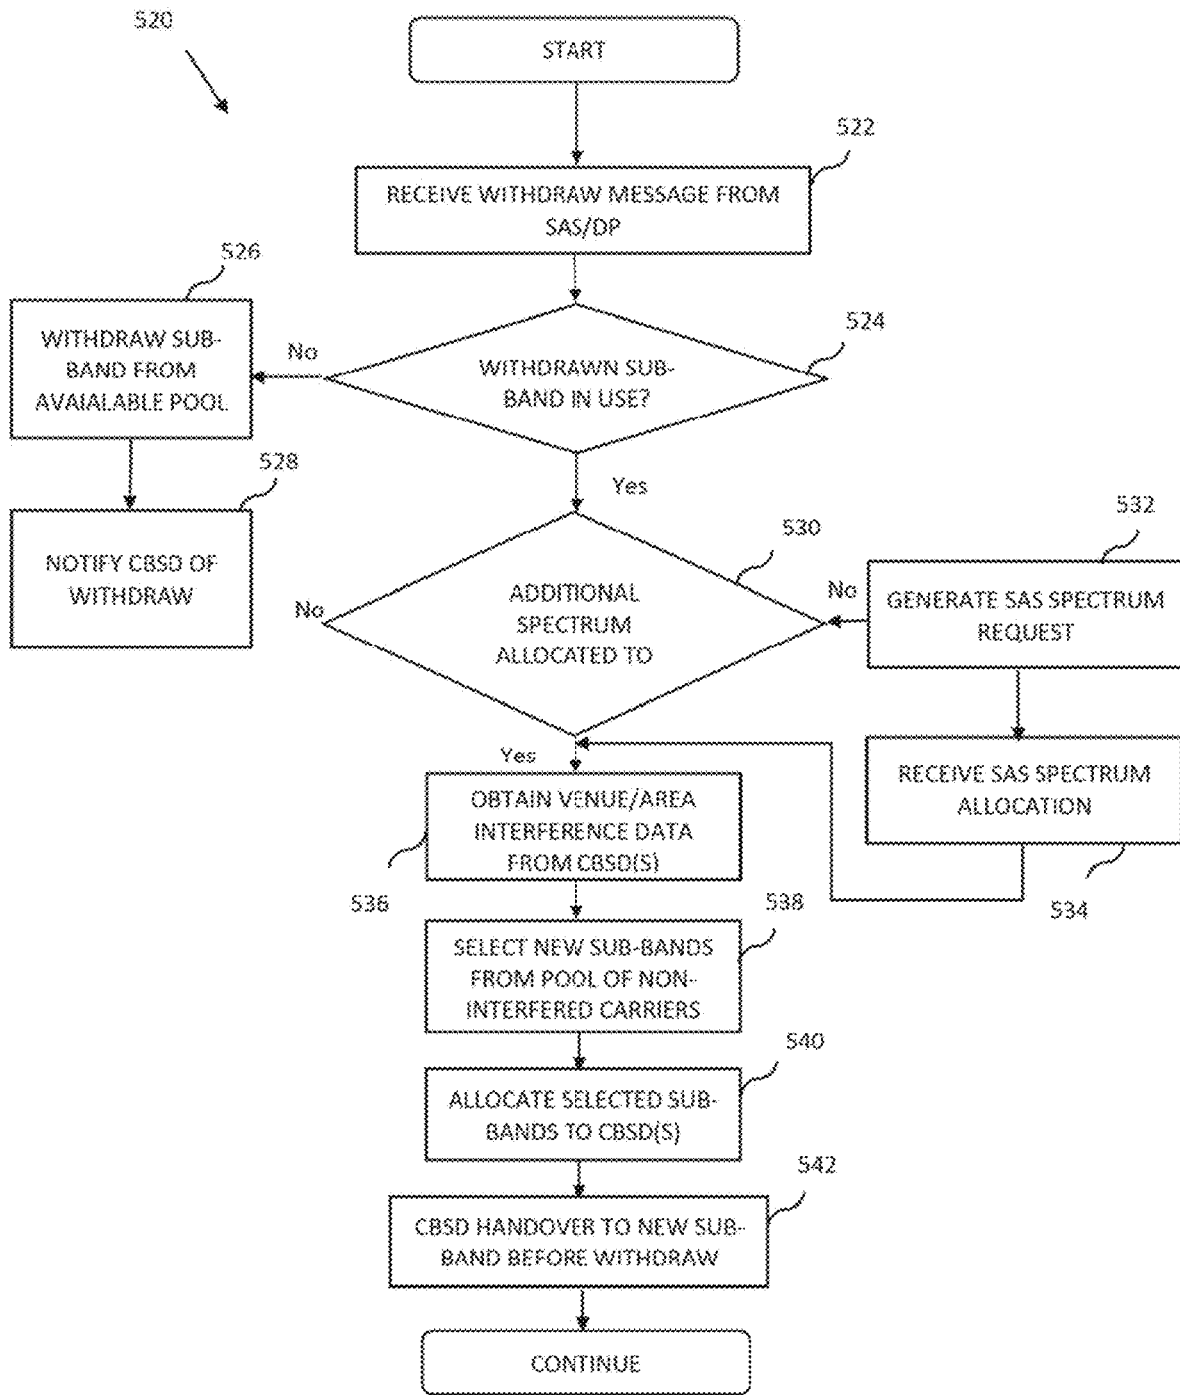 520
START
522
RECEIVE WITHDRAW MESSAGE FROM
SAS/DP
526
WITHDRAW SUB-
BAND FROM
AVAIALABLE POOL
No
524
WITHDRAWN SUB-
BAND IN USE?
528
NOTIFY CBSD OF
WITHDRAW
Yes
530
No
ADDITIONAL
SPECTRUM
ALLOCATED TO
No
532
GENERATE SAS SPECTRUM
REQUEST
RECEIVE SAS SPECTRUM
ALLOCATION
534
Yes
OBTAIN VENUE/AREA
INTERFERENCE DATA
FROM CBSD(S)
536
538
SELECT NEW SUB-BANDS
FROM POOL OF NON-
INTERFERED CARRIERS
540
ALLOCATE SELECTED SUB-
BANDS TO CBSD(S)
542
CBSD HANDOVER TO NEW SUB-
BAND BEFORE WITHDRAW
CONTINUE